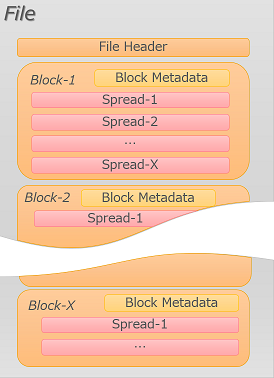 File
File Header
Block-1 Block Metadata
Spread-1
Spread-2
...
Spread-X
Block-2 Block Metadata
Spread-1
Block-X Block Metadata
Spread-1
...